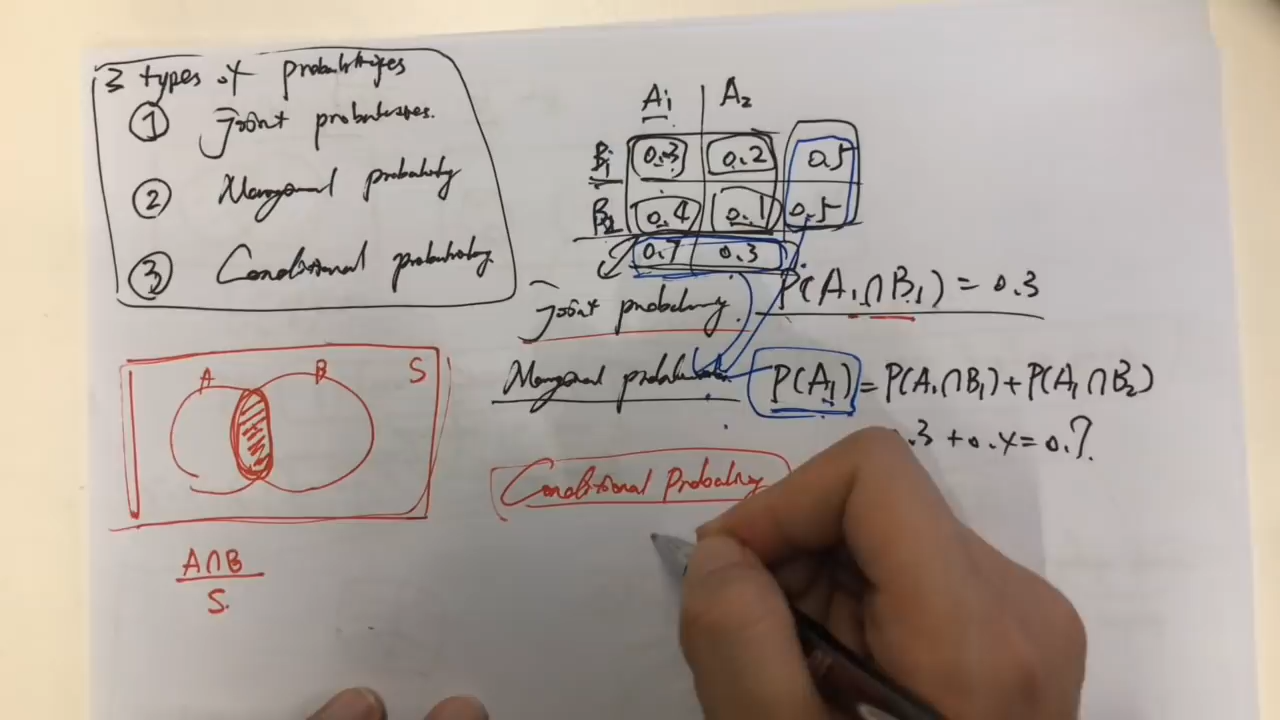 3 types of probabilities
① Joint probabilities.
② Marginal probability
③ Conditional probability
A₁ A₂
B₁ 0.3 0.2 0.5
B₂ 0.4 0.1 0.5
0.7 0.3
Joint probability. P(A₁∩B₁) = 0.3
Marginal probabilities P(A₁) = P(A₁∩B₁) + P(A₁∩B₂)
.3 + 0.4 = 0.7.
A B S
Conditional Probability
A∩B
S.